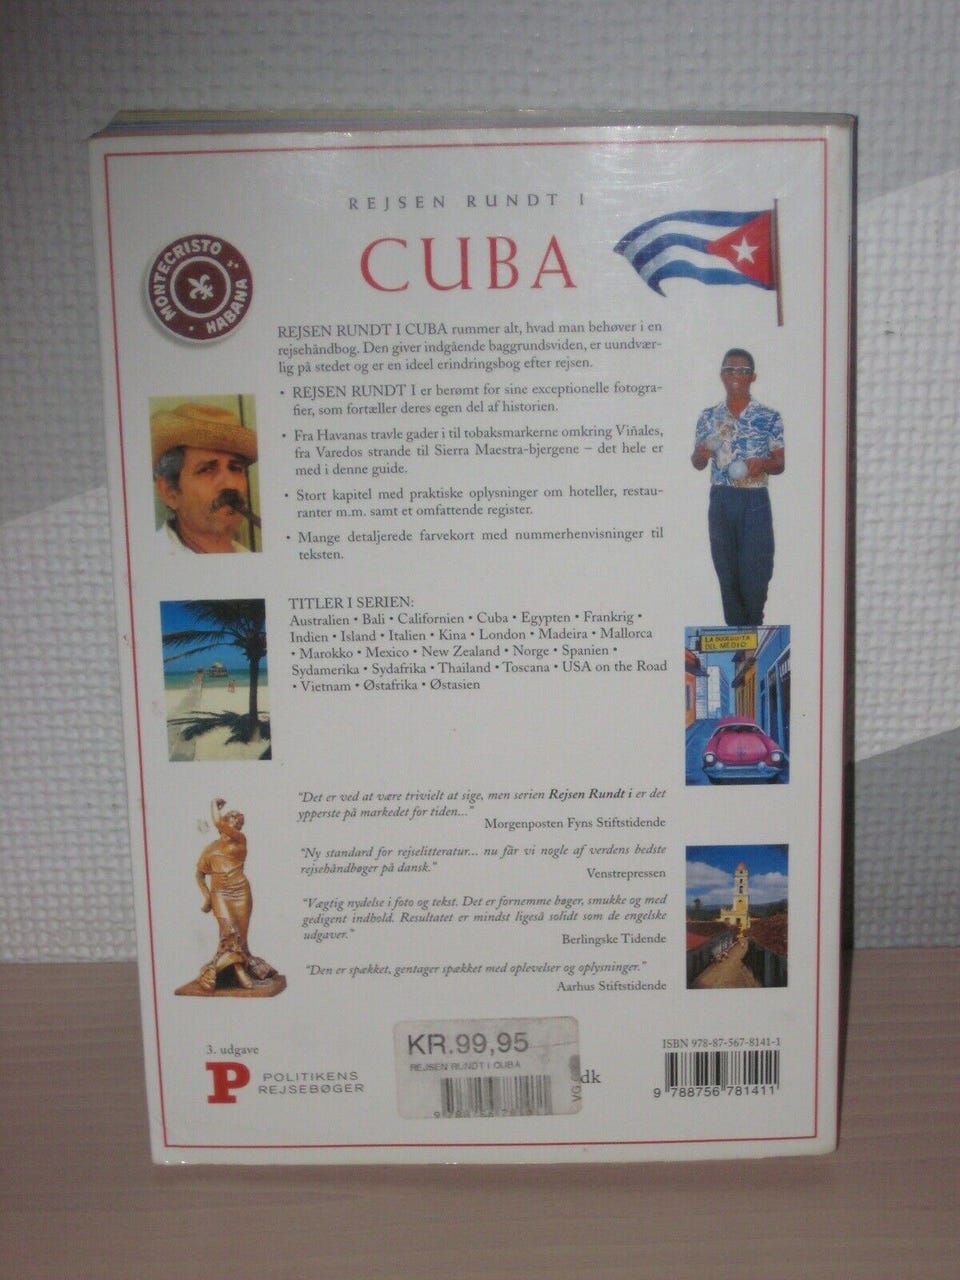 REJSEN RUNDT I
CUBA
MONTECRISTO
HABANA
REJSEN RUNDT I CUBA rummer alt, hvad man behøver i en
rejsehåndbog. Den giver indgående baggrundsviden, er uundvær-
lig på stedet og er en ideel erindringsbog efter rejsen.
• REJSEN RUNDT I er berømt for sine exceptionelle fotogra-
fier, som fortæller deres egen del af historien.
• Fra Havanas travle gader i til tobaksmarkerne omkring Viñales,
fra Varedos strande til Sierra Maestra-bjergene – det hele er
med i denne guide.
• Stort kapitel med praktiske oplysninger om hoteller, restau-
ranter m.m. samt et omfattende register.
• Mange detaljerede farvekort med nummerhenvisninger til
teksten.
TITLER I SERIEN:
Australien • Bali • Californien • Cuba • Egypten • Frankrig •
Indien • Island • Italien • Kina • London • Madeira • Mallorca
• Marokko • Mexico • New Zealand • Norge • Spanien •
Sydamerika • Sydafrika • Thailand • Toscana • USA on the Road
• Vietnam • Østafrika • Østasien
LA BODEGUITA
DEL MEDIO
"Det er ved at være trivielt at sige, men serien Rejsen Rundt i er det
ypperste på markedet for tiden..."
Morgenposten Fyns Stiftstidende
"Ny standard for rejselitteratur... nu får vi nogle af verdens bedste
rejsehåndbøger på dansk."
Venstrepressen
"Vægtig nydelse i foto og tekst. Det er fornemme bøger, smukke og med
gedigent indhold. Resultatet er mindst ligeså solidt som de engelske
udgaver."
Berlingske Tidende
"Den er spækket, gentager spækket med oplevelser og oplysninger."
Aarhus Stiftstidende
3. udgave
P POLITIKENS
REJSEBØGER
KR.99,95
REJSEN RUNDT I CUBA
VG
dk
ISBN 978-87-567-8141-1
9 788756 781411